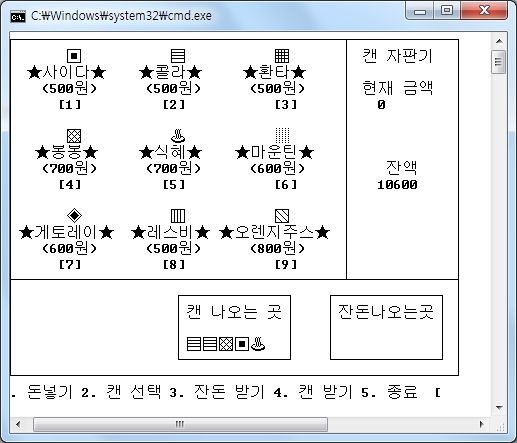 C:\Windows\system32\cmd.exe
캔 자판기
★사이다★ ★콜라★ ★환타★
(500원) (500원) (500원) 현재 금액
[1] [2] [3] 0
★봉봉★ ★식혜★ ★마운틴★
(700원) (700원) (600원) 잔액
[4] [5] [6] 10600
★게토레이★ ★레스비★ ★오렌지주스★
(600원) (500원) (800원)
[7] [8] [9]
캔 나오는 곳 잔돈나오는곳
. 돈넣기 2. 캔 선택 3. 잔돈 받기 4. 캔 받기 5. 종료 [